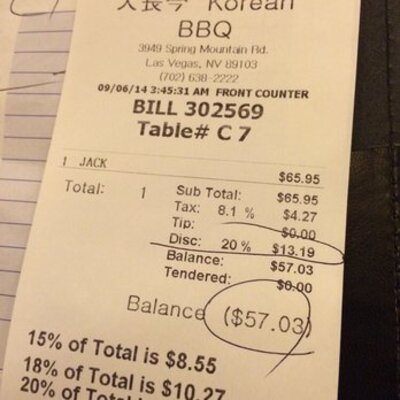 大長今 Korean
BBQ
3949 Spring Mountain Rd.
Las Vegas, NV 89103
(702) 638-2222
09/06/14 3:45:31 AM FRONT COUNTER
BILL 302569
Table# C 7
1 JACK $65.95
Total: 1 Sub Total: $65.95
Tax: 8.1 % $4.27
Tip: $0.00
Disc: 20 % $13.19
Balance: $57.03
Tendered: $0.00
Balance ($57.03)
15% of Total is $8.55
18% of Total is $10.27
20% of Total